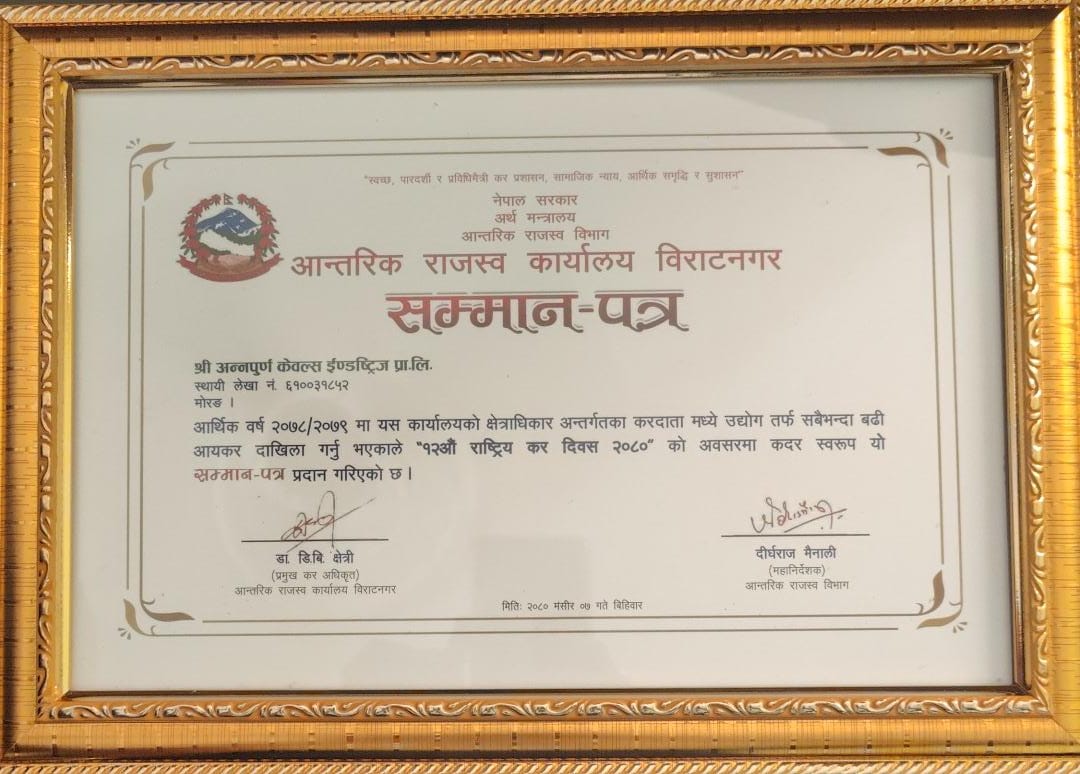 "स्वच्छ, पारदर्शी र प्रविधिमैत्री कर प्रशासन, सामाजिक न्याय, आर्थिक समृद्धि र सुशासन"
नेपाल सरकार
अर्थ मन्त्रालय
आन्तरिक राजस्व विभाग
आन्तरिक राजस्व कार्यालय विराटनगर
सम्मान-पत्र
श्री अन्नपुर्ण केवल्स ईण्डष्ट्रिज प्रा.लि.
स्थायी लेखा नं. ६१००३१८५२
मोरङ ।
आर्थिक वर्ष २०७८/२०७९ मा यस कार्यालयको क्षेत्राधिकार अन्तर्गतका करदाता मध्ये उद्योग तर्फ सबैभन्दा बढी
आयकर दाखिला गर्नु भएकाले "१२औं राष्ट्रिय कर दिवस २०८०" को अवसरमा कदर स्वरूप यो
सम्मान-पत्र प्रदान गरिएको छ ।
डा. डि.बि. क्षेत्री
(प्रमुख कर अधिकृत)
आन्तरिक राजस्व कार्यालय विराटनगर
दीर्घराज मैनाली
(महानिर्देशक)
आन्तरिक राजस्व विभाग
मितिः २०८० मंसीर ०७ गते बिहिवार